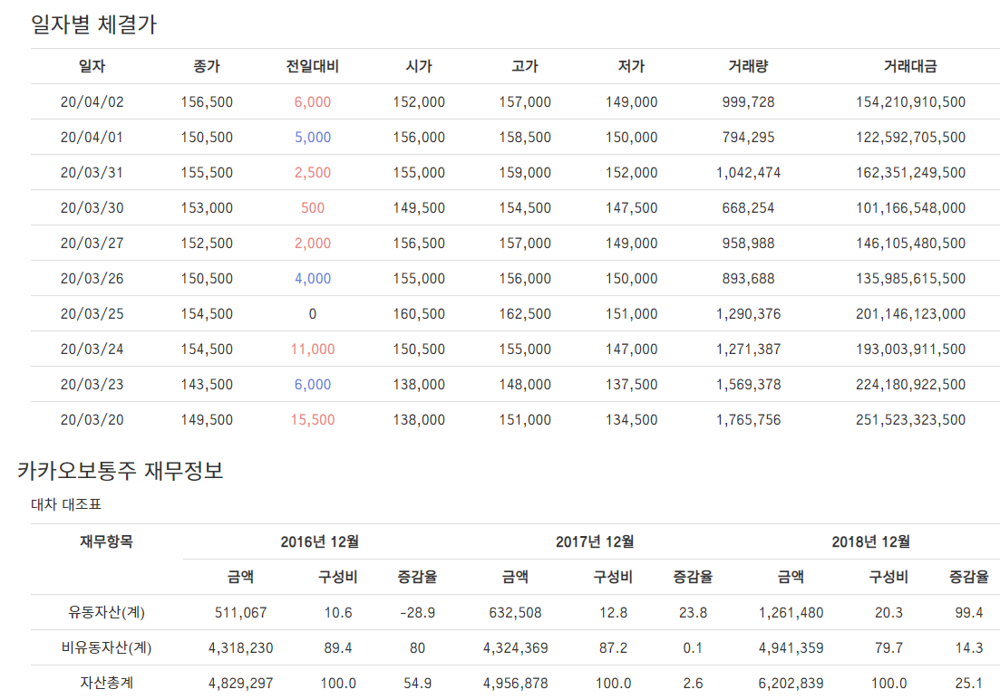 일자별 체결가
일자 종가 전일대비 시가 고가 저가 거래량 거래대금
20/04/02 156,500 6,000 152,000 157,000 149,000 999,728 154,210,910,500
20/04/01 150,500 5,000 156,000 158,500 150,000 794,295 122,592,705,500
20/03/31 155,500 2,500 155,000 159,000 152,000 1,042,474 162,351,249,500
20/03/30 153,000 500 149,500 154,500 147,500 668,254 101,166,548,000
20/03/27 152,500 2,000 156,500 157,000 149,000 958,988 146,105,480,500
20/03/26 150,500 4,000 155,000 156,000 150,000 893,688 135,985,615,500
20/03/25 154,500 0 160,500 162,500 151,000 1,290,376 201,146,123,000
20/03/24 154,500 11,000 150,500 155,000 147,000 1,271,387 193,003,911,500
20/03/23 143,500 6,000 138,000 148,000 137,500 1,569,378 224,180,922,500
20/03/20 149,500 15,500 138,000 151,000 134,500 1,765,756 251,523,323,500
카카오보통주 재무정보
대차 대조표
재무항목 2016년 12월 2017년 12월 2018년 12월
금액 구성비 증감율 금액 구성비 증감율 금액 구성비 증감율
유동자산(계) 511,067 10.6 -28.9 632,508 12.8 23.8 1,261,480 20.3 99.4
비유동자산(계) 4,318,230 89.4 80 4,324,369 87.2 0.1 4,941,359 79.7 14.3
자산총계 4,829,297 100.0 54.9 4,956,878 100.0 2.6 6,202,839 100.0 25.1